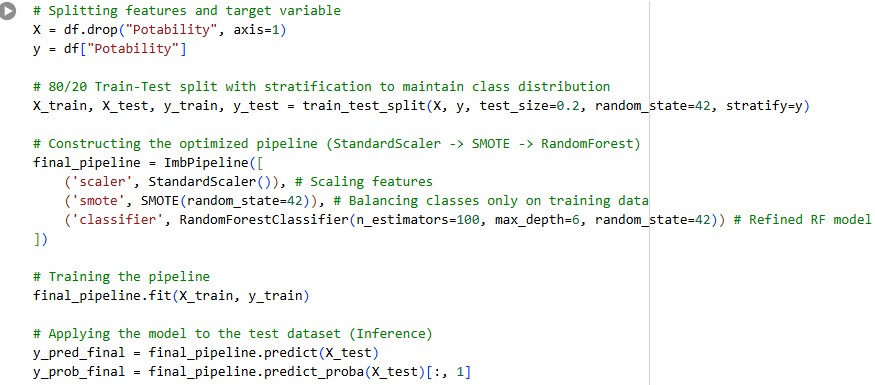 # Splitting features and target variable
X = df.drop("Potability", axis=1)
y = df["Potability"]
# 80/20 Train-Test split with stratification to maintain class distribution
X_train, X_test, y_train, y_test = train_test_split(X, y, test_size=0.2, random_state=42, stratify=y)
# Constructing the optimized pipeline (StandardScaler -> SMOTE -> RandomForest)
final_pipeline = ImbPipeline([
    ('scaler', StandardScaler()), # Scaling features
    ('smote', SMOTE(random_state=42)), # Balancing classes only on training data
    ('classifier', RandomForestClassifier(n_estimators=100, max_depth=6, random_state=42)) # Refined RF model
])
# Training the pipeline
final_pipeline.fit(X_train, y_train)
# Applying the model to the test dataset (Inference)
y_pred_final = final_pipeline.predict(X_test)
y_prob_final = final_pipeline.predict_proba(X_test)[:, 1]